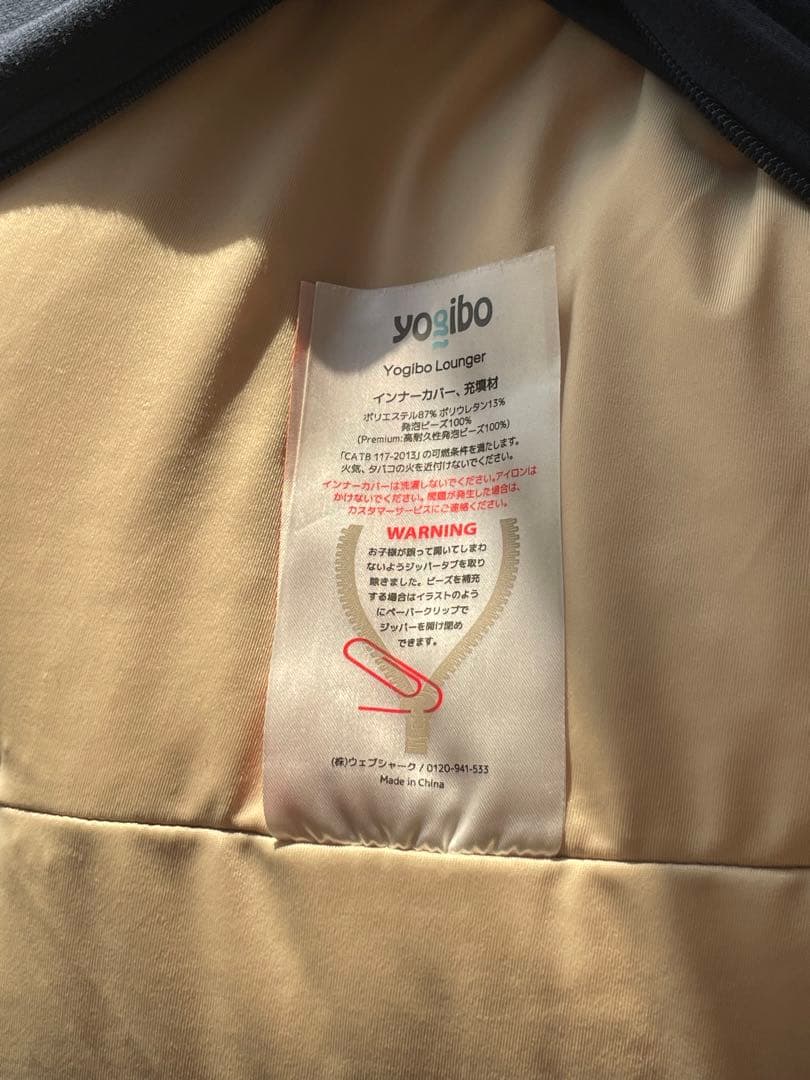 yogibo
Yogibo Lounger
インナーカバー、充填材
ポリエステル87% ポリウレタン13%
発泡ビーズ100%
(Premium:高耐久性発泡ビーズ100%)
「CA TB 117-2013」の可燃条件を満たします。
火気、タバコの火を近付けないでください。
インナーカバーは洗濯しないでください。アイロンは
かけないでください。問題が発生した場合は、
カスタマーサービスにご連絡ください。
WARNING
お子様が誤って開いてしまわ
ないようジッパータブを取り
除きました。ビーズを補充
する場合はイラストのよう
にペーパークリップで
ジッパーを開け閉め
できます。
(株)ウェブシャーク / 0120-941-533
Made in China